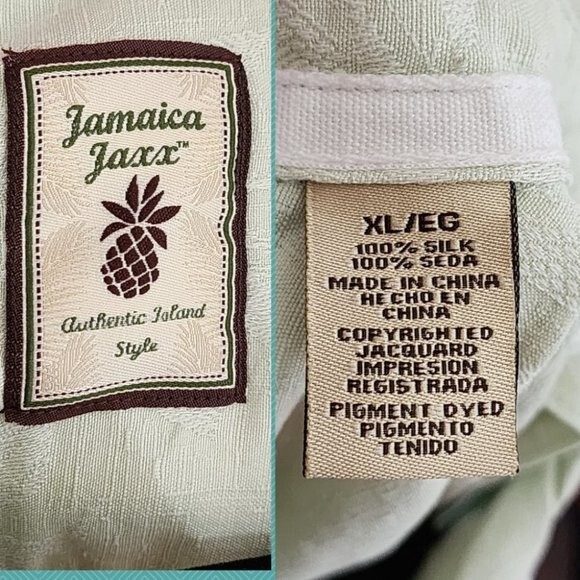 Jamaica
Jaxx™
Authentic Island
Style
XL/EG
100% SILK
100% SEDA
MADE IN CHINA
HECHO EN
CHINA
COPYRIGHTED
JACQUARD
IMPRESION
REGISTRADA
PIGMENT DYED
PIGMENTO
TENIDO